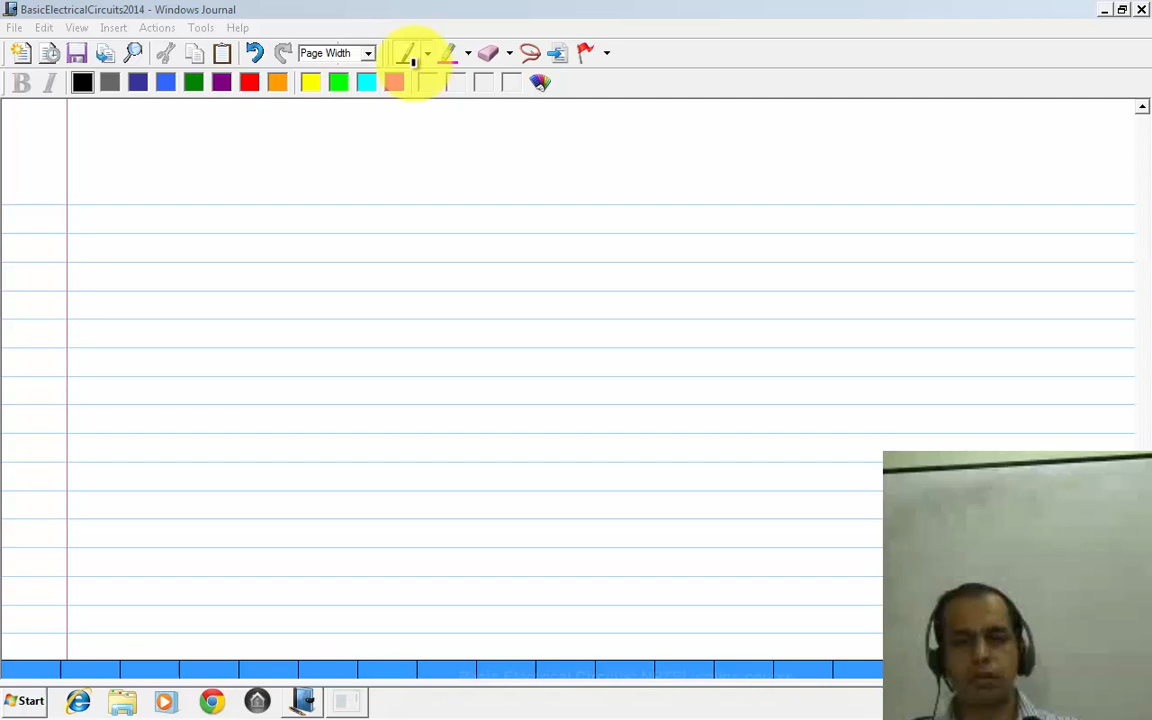 BasicElectricalCircuits2014 - Windows Journal
File Edit View Insert Actions Tools Help
Page Width
B I
Start